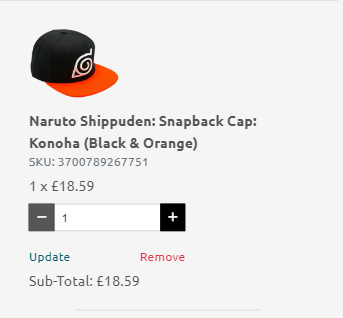 Naruto Shippuden: Snapback Cap:
Konoha (Black & Orange)
SKU: 3700789267751
1 x £18.59
− 1 +
Update Remove
Sub-Total: £18.59